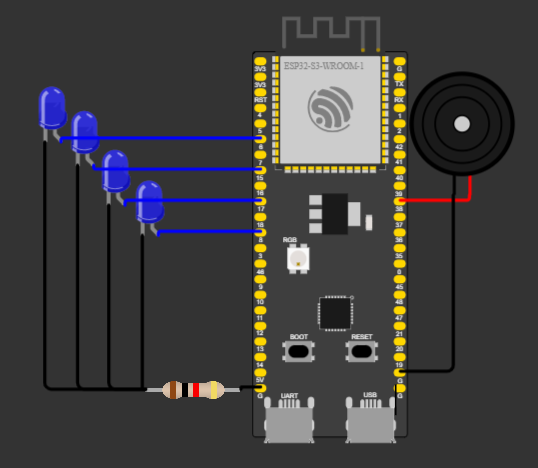 ESP32-S3-WROOM-1
3V3
3V3
RST
4
5
6
7
15
16
17
18
8
3
46
9
10
11
12
13
14
5V
G
G
TX
RX
1
2
42
41
40
39
38
37
36
35
0
45
48
47
21
20
19
G
G
RGB
BOOT
RESET
UART
USB